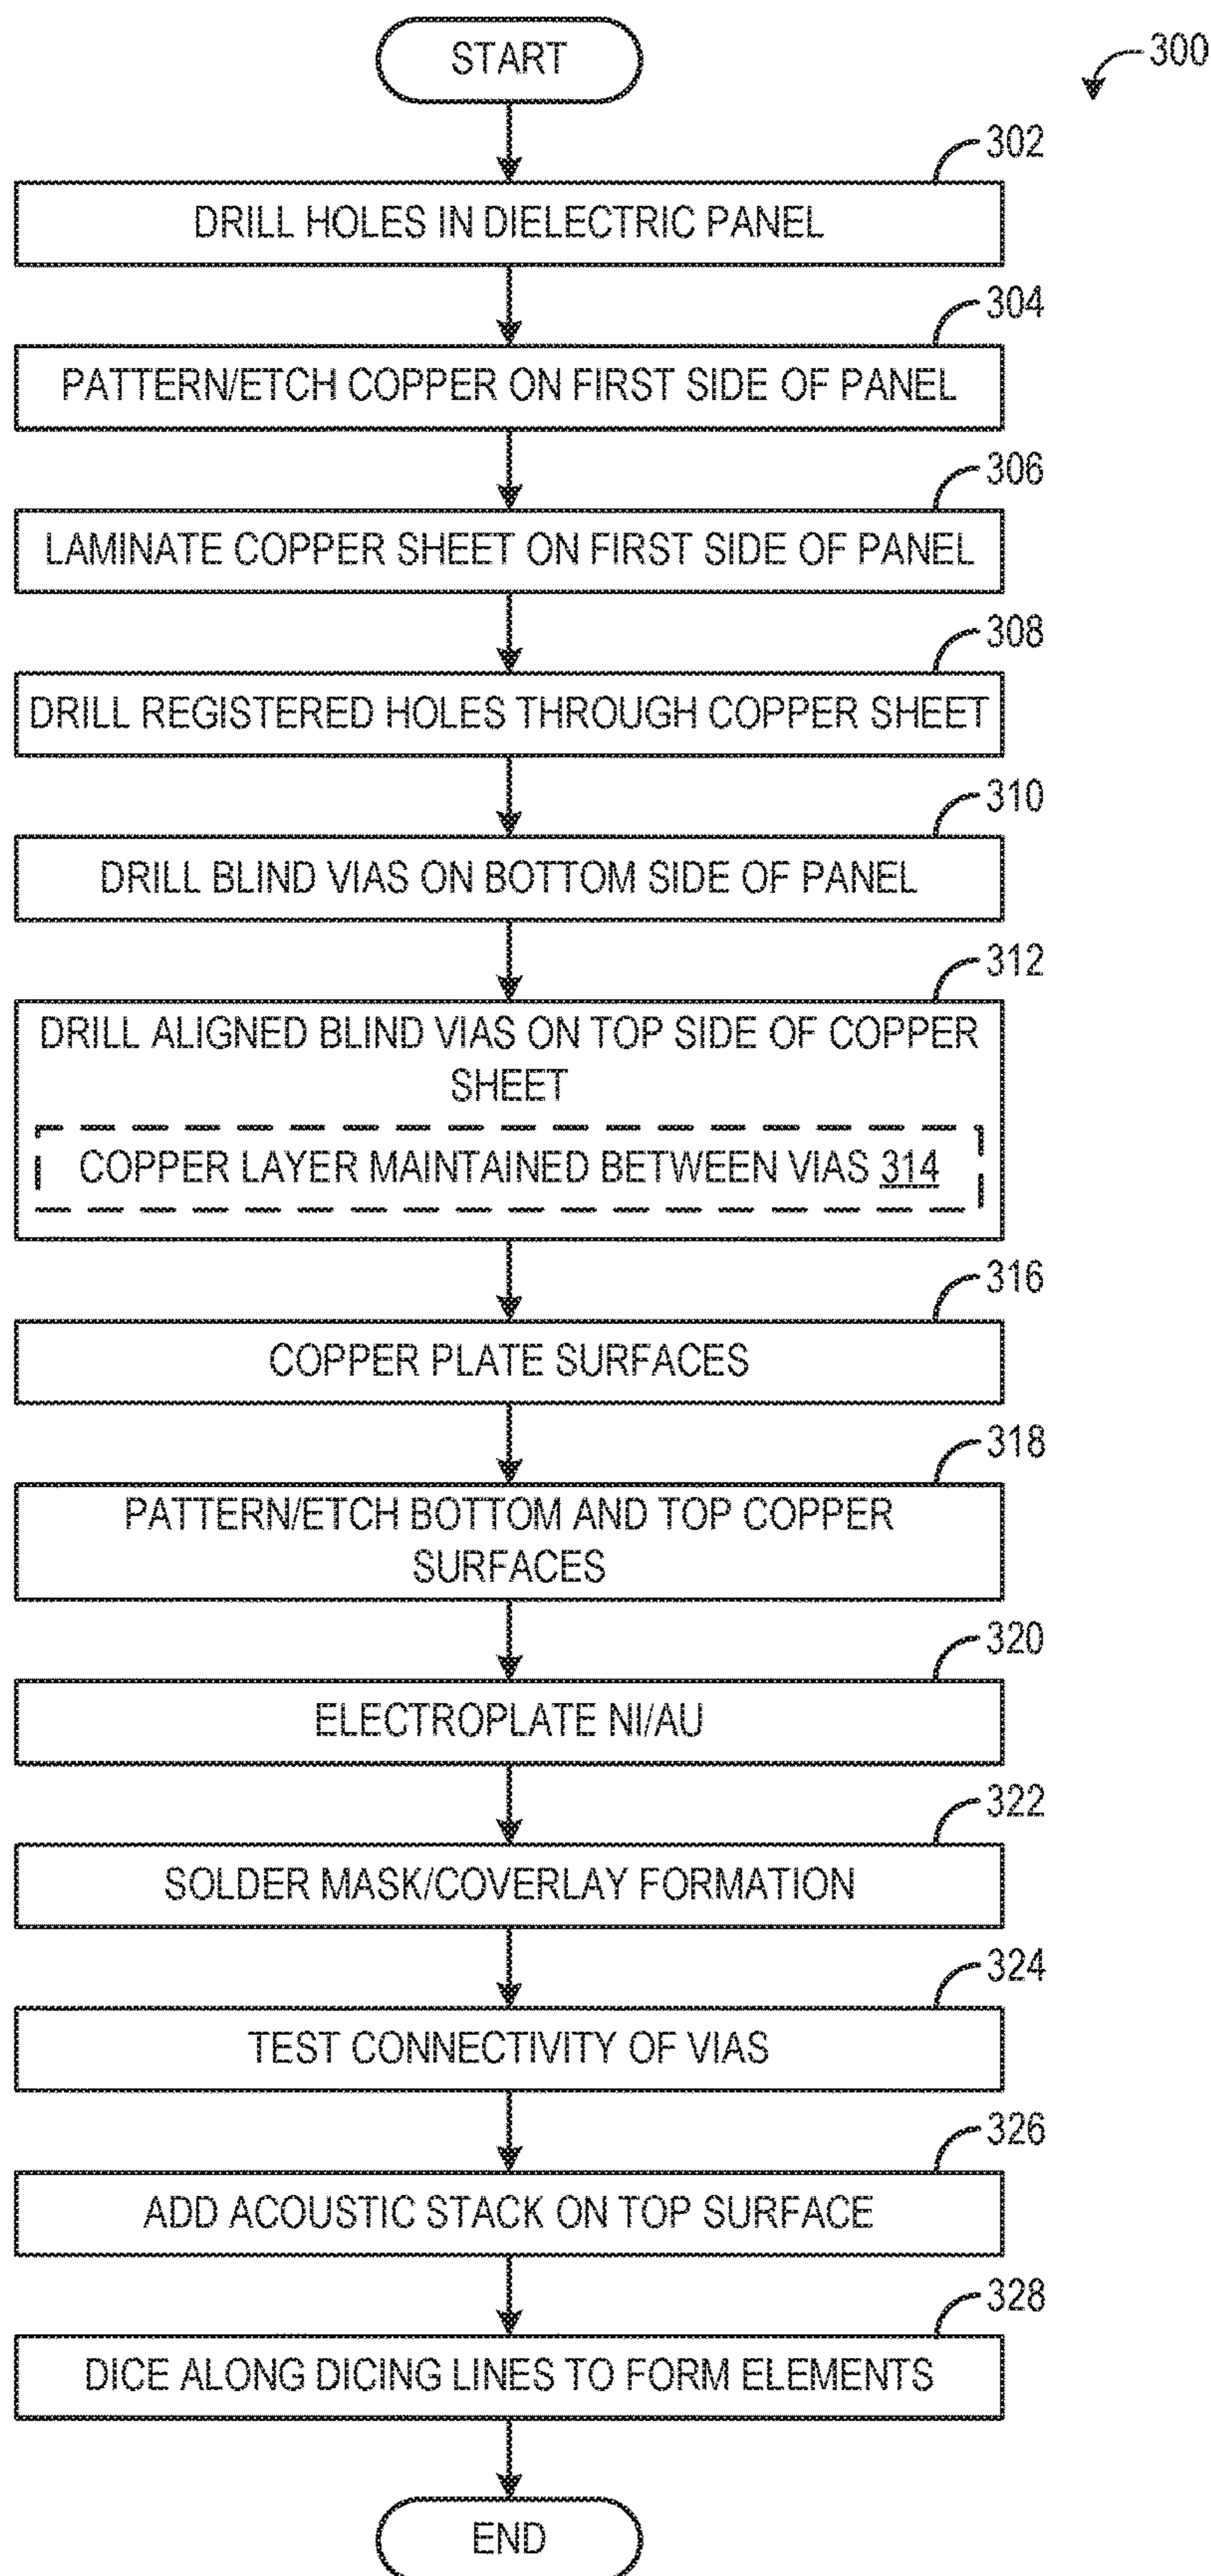 START
300
302
DRILL HOLES IN DIELECTRIC PANEL
304
PATTERN/ETCH COPPER ON FIRST SIDE OF PANEL
306
LAMINATE COPPER SHEET ON FIRST SIDE OF PANEL
308
DRILL REGISTERED HOLES THROUGH COPPER SHEET
310
DRILL BLIND VIAS ON BOTTOM SIDE OF PANEL
312
DRILL ALIGNED BLIND VIAS ON TOP SIDE OF COPPER
SHEET
COPPER LAYER MAINTAINED BETWEEN VIAS 314
316
COPPER PLATE SURFACES
318
PATTERN/ETCH BOTTOM AND TOP COPPER
SURFACES
320
ELECTROPLATE NI/AU
322
SOLDER MASK/COVERLAY FORMATION
324
TEST CONNECTIVITY OF VIAS
326
ADD ACOUSTIC STACK ON TOP SURFACE
328
DICE ALONG DICING LINES TO FORM ELEMENTS
END